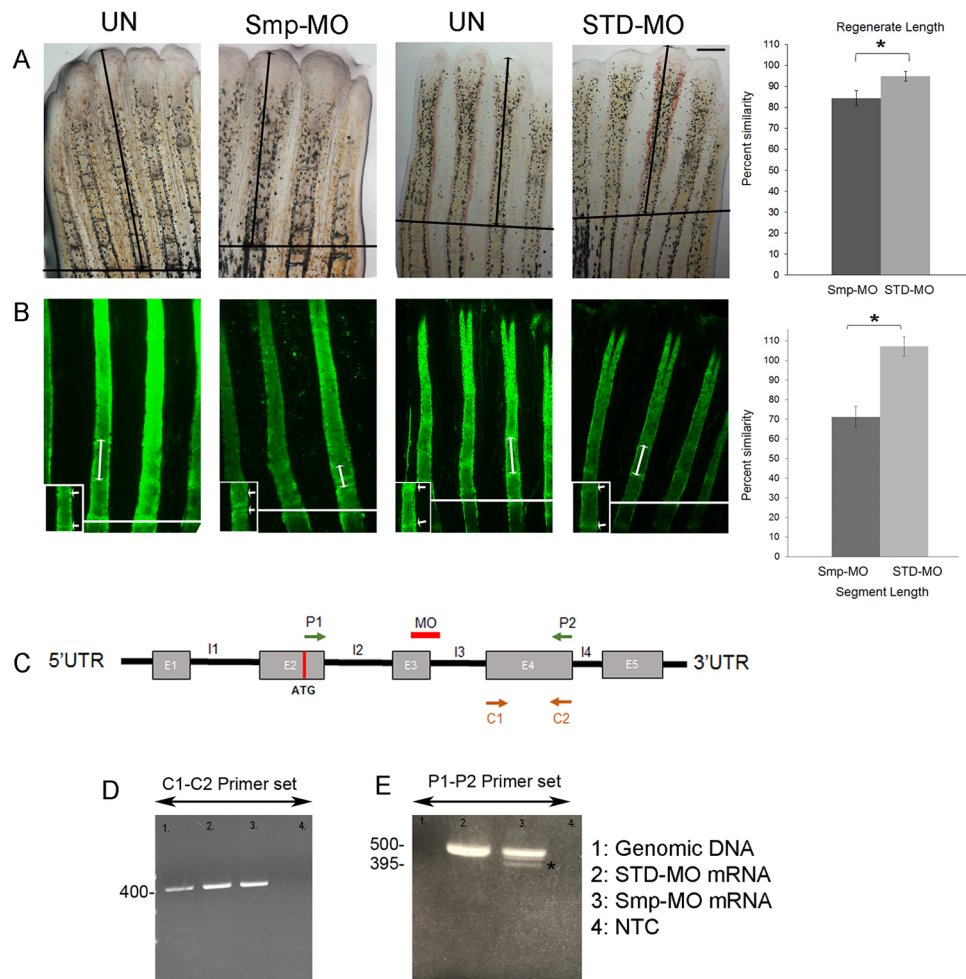 UN Smp-MO UN STD-MO
A
Regenerate Length
*
Percent similarity
110
100
90
80
70
60
50
40
30
20
10
0
Smp-MO STD-MO
B
*
Percent similarity
110
100
90
80
70
60
50
40
30
20
10
0
Smp-MO STD-MO
Segment Length
C
5'UTR E1 I1 E2 I2 E3 I3 E4 I4 E5 3'UTR
P1 MO P2
ATG
C1 C2
D
C1-C2 Primer set
1. 2. 3. 4.
400-
E
P1-P2 Primer set
1. 2. 3. 4.
500-
395-
*
1: Genomic DNA
2: STD-MO mRNA
3: Smp-MO mRNA
4: NTC